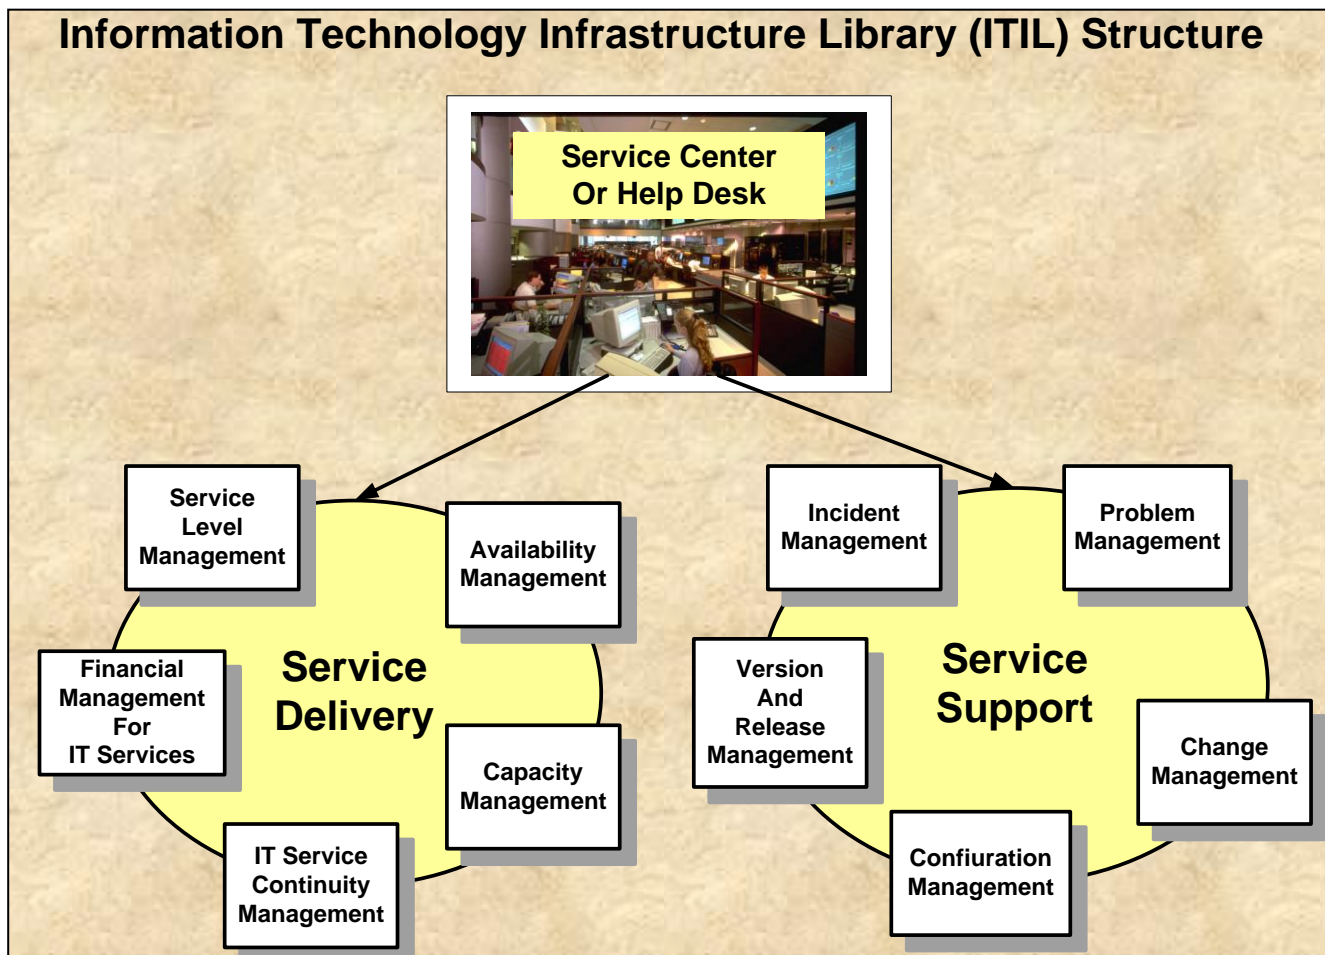 Information Technology Infrastructure Library (ITIL) Structure
Service Center
Or Help Desk
Service
Level
Management
Availability
Management
Financial
Management
For
IT Services
Service
Delivery
Capacity
Management
IT Service
Continuity
Management
Incident
Management
Problem
Management
Version
And
Release
Management
Service
Support
Change
Management
Confiuration
Management